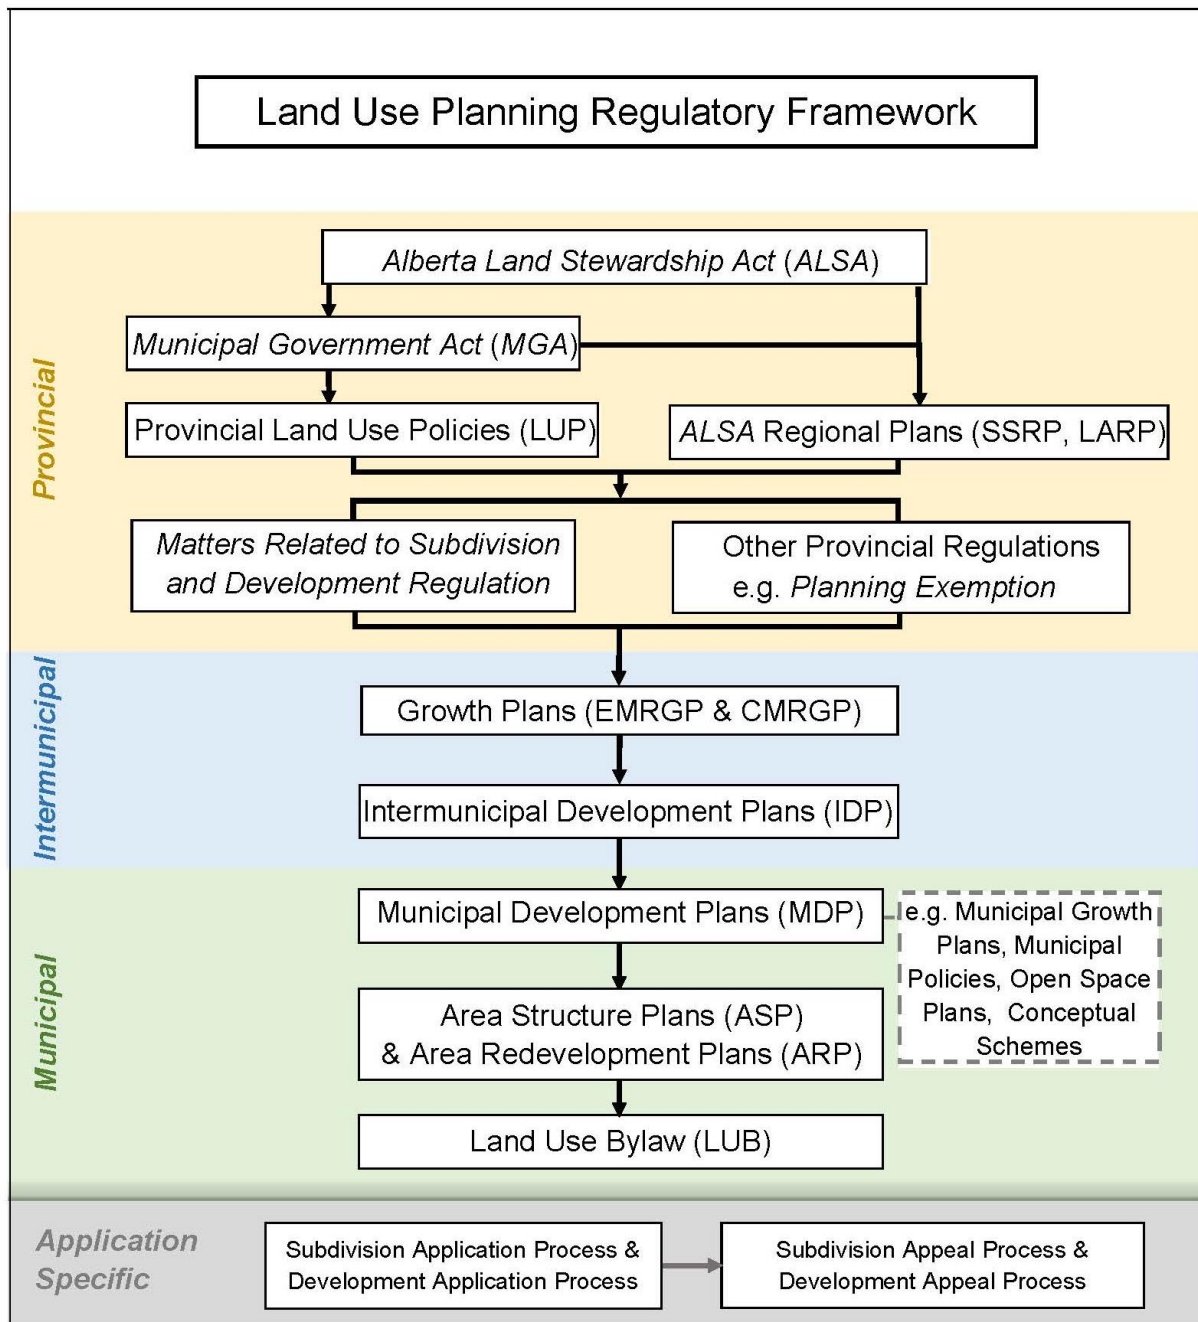 Land Use Planning Regulatory Framework
Provincial
Alberta Land Stewardship Act (ALSA)
Municipal Government Act (MGA)
Provincial Land Use Policies (LUP)
ALSA Regional Plans (SSRP, LARP)
Matters Related to Subdivision
and Development Regulation
Other Provincial Regulations
e.g. Planning Exemption
Intermunicipal
Growth Plans (EMRGP & CMRGP)
Intermunicipal Development Plans (IDP)
Municipal
Municipal Development Plans (MDP)
e.g. Municipal Growth
Plans, Municipal
Policies, Open Space
Plans, Conceptual
Schemes
Area Structure Plans (ASP)
& Area Redevelopment Plans (ARP)
Land Use Bylaw (LUB)
Application
Specific
Subdivision Application Process &
Development Application Process
Subdivision Appeal Process &
Development Appeal Process